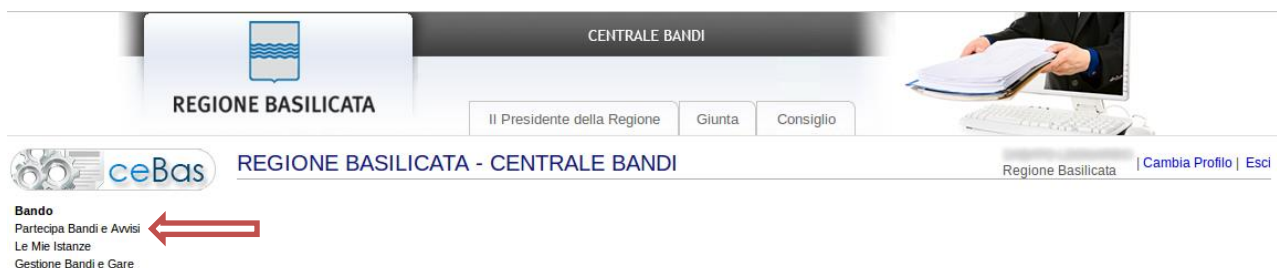 CENTRALE BANDI
REGIONE BASILICATA
Il Presidente della Regione
Giunta
Consiglio
ceBas
REGIONE BASILICATA - CENTRALE BANDI
Regione Basilicata
| Cambia Profilo | Esci
Bando
Partecipa Bandi e Avvisi
Le Mie Istanze
Gestione Bandi e Gare